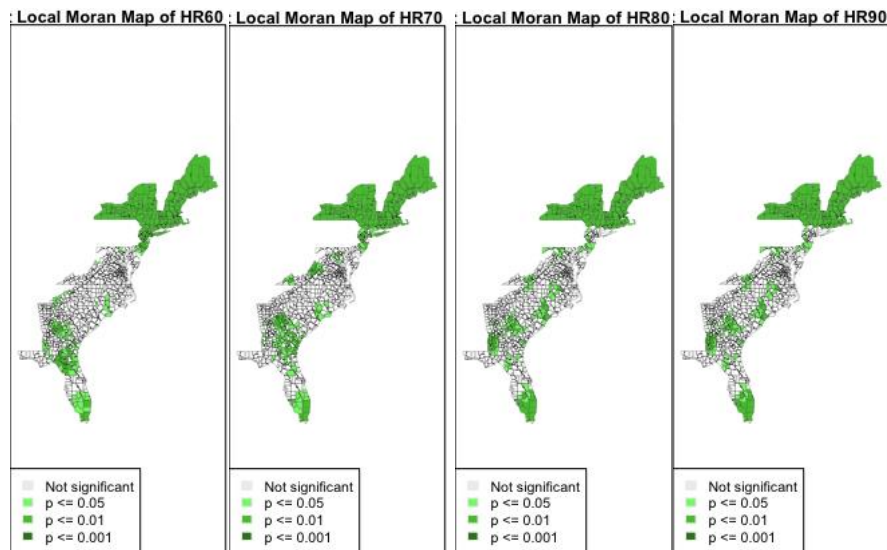 : Local Moran Map of HR60
Not significant
p <= 0.05
p <= 0.01
p <= 0.001
: Local Moran Map of HR70
Not significant
p <= 0.05
p <= 0.01
p <= 0.001
: Local Moran Map of HR80
Not significant
p <= 0.05
p <= 0.01
p <= 0.001
: Local Moran Map of HR90
Not significant
p <= 0.05
p <= 0.01
p <= 0.001